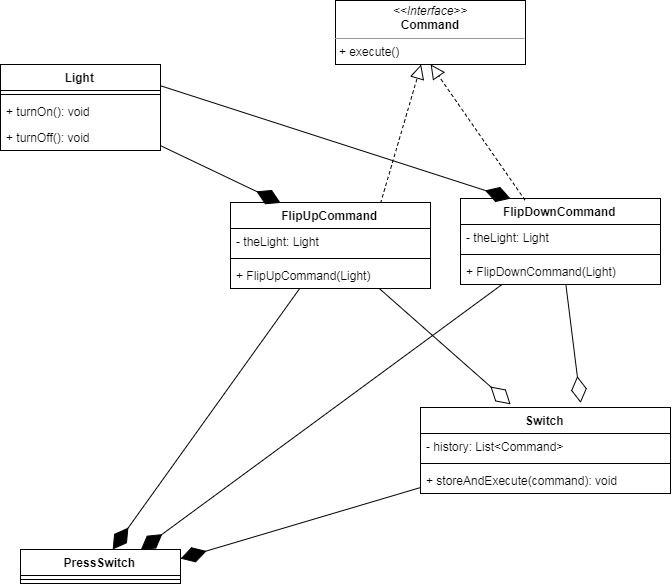 <<Interface>>
Command
+ execute()
Light
+ turnOn(): void
+ turnOff(): void
FlipUpCommand
- theLight: Light
+ FlipUpCommand(Light)
FlipDownCommand
- theLight: Light
+ FlipDownCommand(Light)
Switch
- history: List<Command>
+ storeAndExecute(command): void
PressSwitch